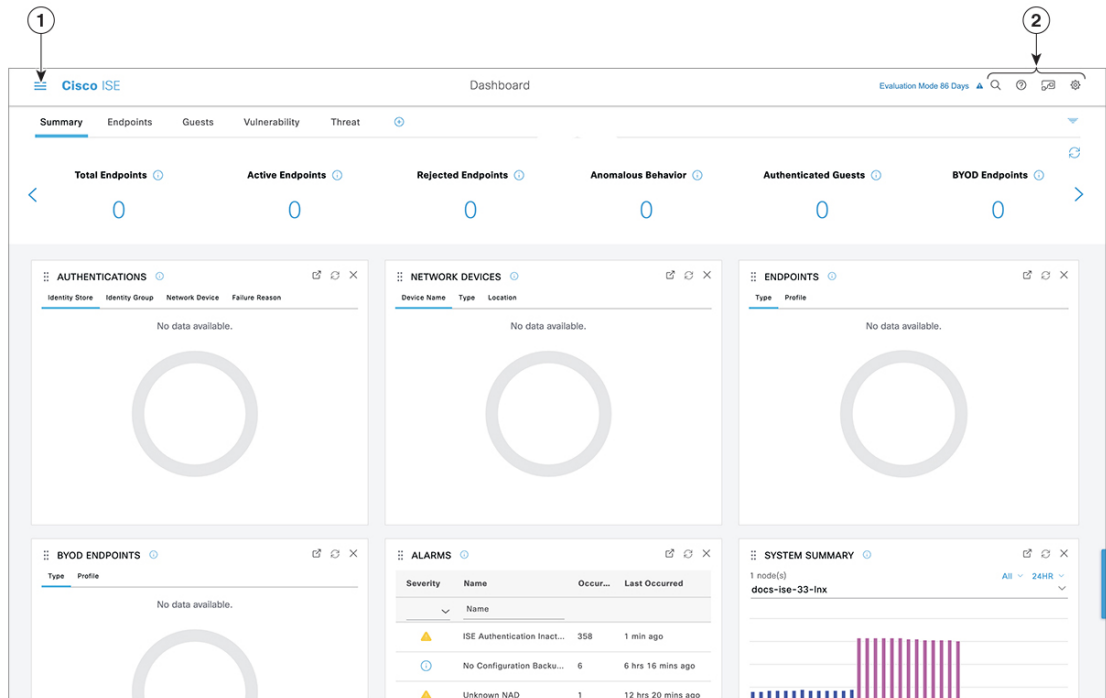 1
2
Cisco ISE
Dashboard
Evaluation Mode 86 Days
Summary Endpoints Guests Vulnerability Threat
Total Endpoints Active Endpoints Rejected Endpoints Anomalous Behavior Authenticated Guests BYOD Endpoints
0 0 0 0 0 0
AUTHENTICATIONS
Identity Store Identity Group Network Device Failure Reason
No data available.
NETWORK DEVICES
Device Name Type Location
No data available.
ENDPOINTS
Type Profile
No data available.
BYOD ENDPOINTS
Type Profile
No data available.
ALARMS
Severity Name Occur... Last Occurred
Name
ISE Authentication Inact... 358 1 min ago
No Configuration Backu... 6 6 hrs 16 mins ago
Unknown NAD 1 12 hrs 20 mins ago
SYSTEM SUMMARY
1 node(s)
All 24HR
docs-ise-33-lnx